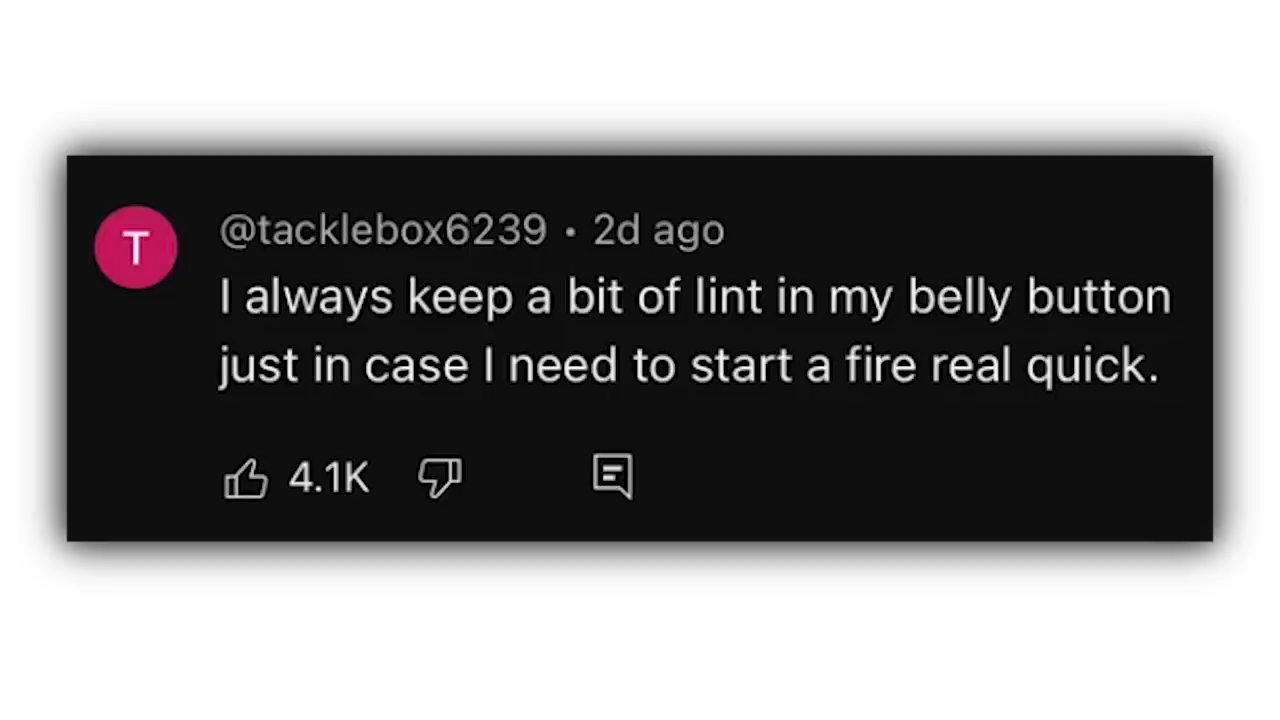 T
@tacklebox6239 • 2d ago
I always keep a bit of lint in my belly button
just in case I need to start a fire real quick.
4.1K